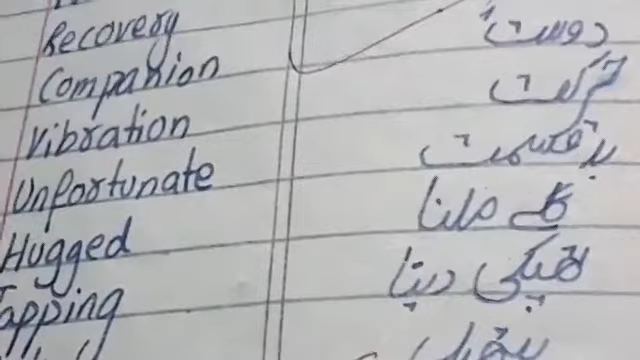 Recovery
Companion دوست
Vibration حرکت
Unfortunate بدقسمت
Hugged گلے ملنا
Tapping تھپکی دینا